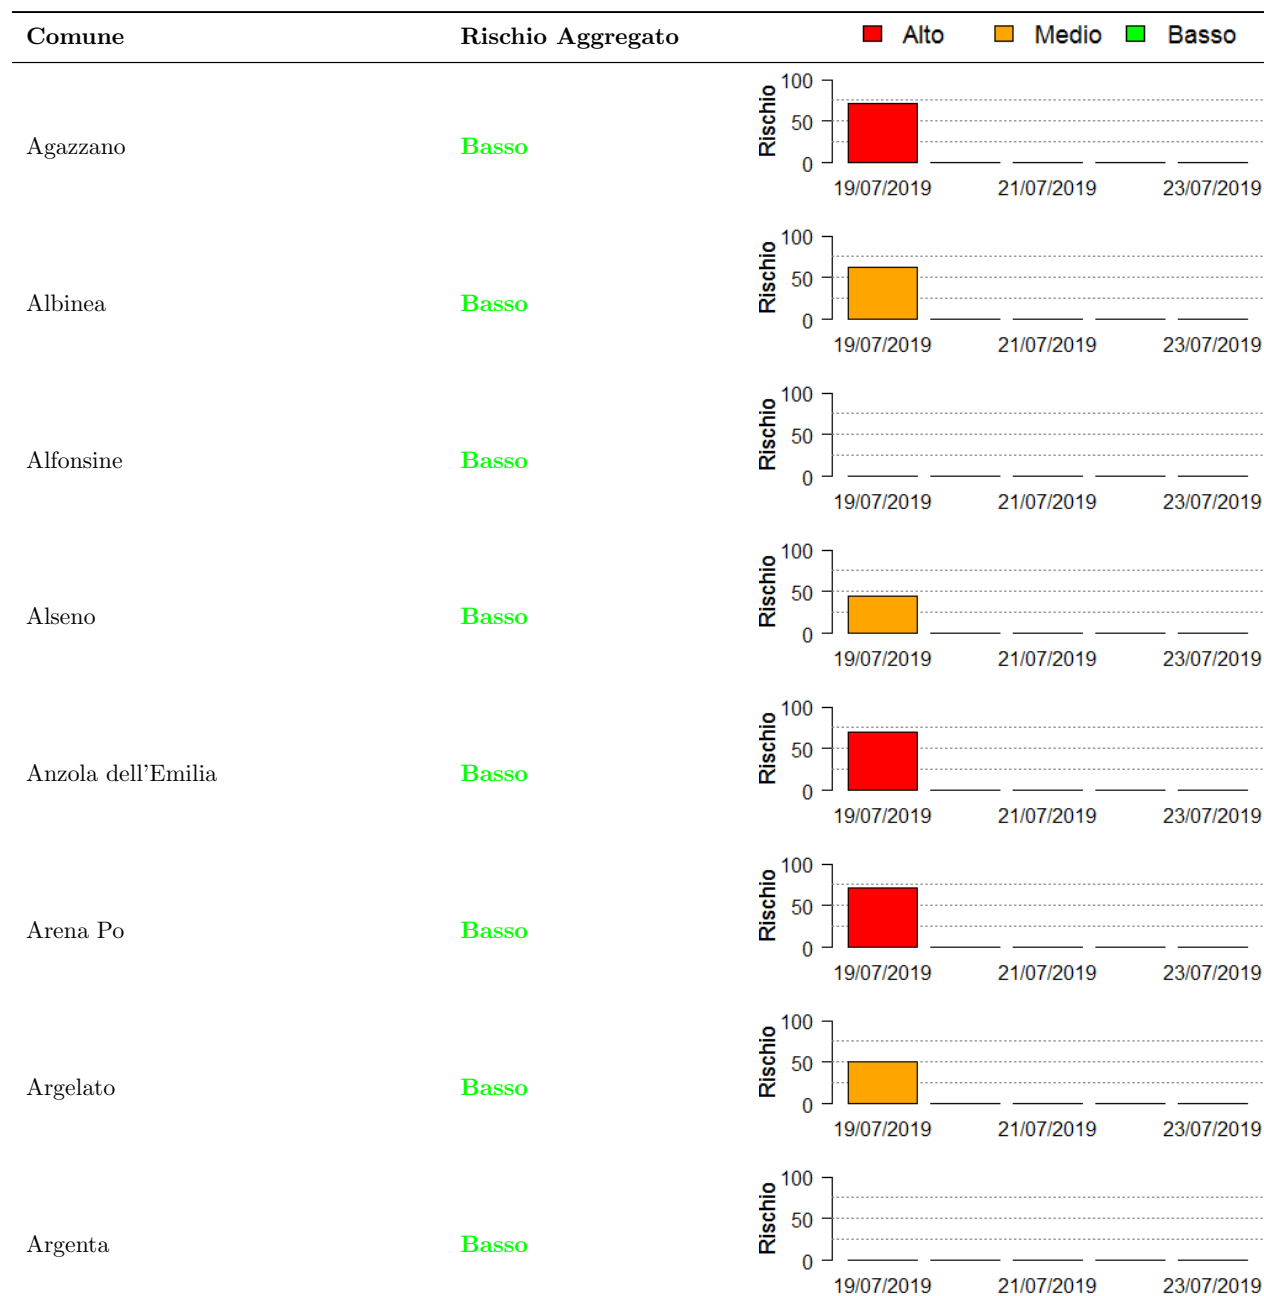 Comune Rischio Aggregato Alto Medio Basso
Agazzano Basso
Rischio
100
50
0
19/07/2019 21/07/2019 23/07/2019
Albinea Basso
Rischio
100
50
0
19/07/2019 21/07/2019 23/07/2019
Alfonsine Basso
Rischio
100
50
0
19/07/2019 21/07/2019 23/07/2019
Alseno Basso
Rischio
100
50
0
19/07/2019 21/07/2019 23/07/2019
Anzola dell'Emilia Basso
Rischio
100
50
0
19/07/2019 21/07/2019 23/07/2019
Arena Po Basso
Rischio
100
50
0
19/07/2019 21/07/2019 23/07/2019
Argelato Basso
Rischio
100
50
0
19/07/2019 21/07/2019 23/07/2019
Argenta Basso
Rischio
100
50
0
19/07/2019 21/07/2019 23/07/2019